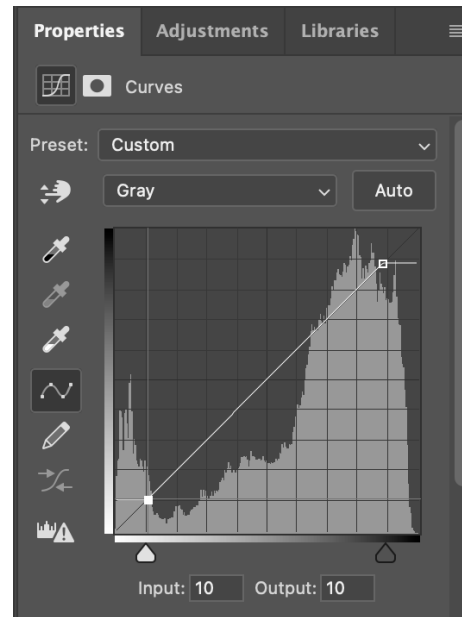 Properties Adjustments Libraries
Curves
Preset: Custom
Gray Auto
Input: 10 Output: 10